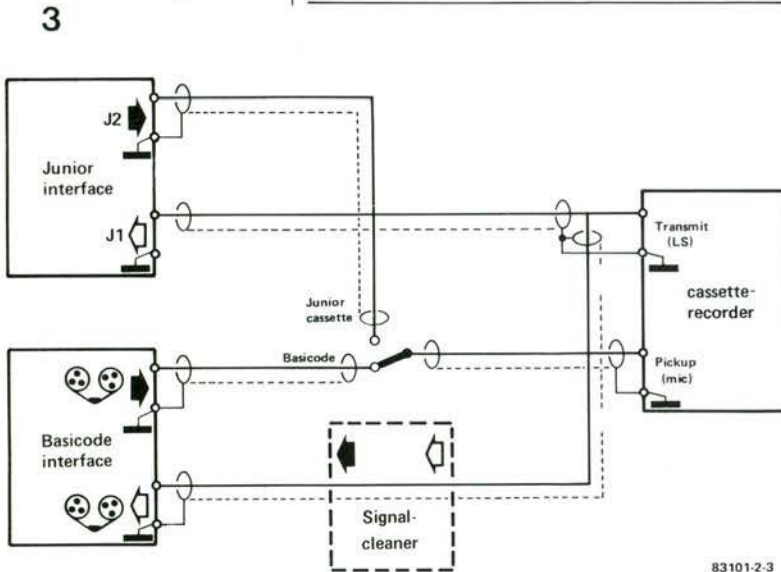 3
J2
Junior
interface
J1
Transmit
(LS)
cassette-
recorder
Junior
cassette
Basicode
Pickup
(mic)
Basicode
interface
Signal-
cleaner
83101-2-3